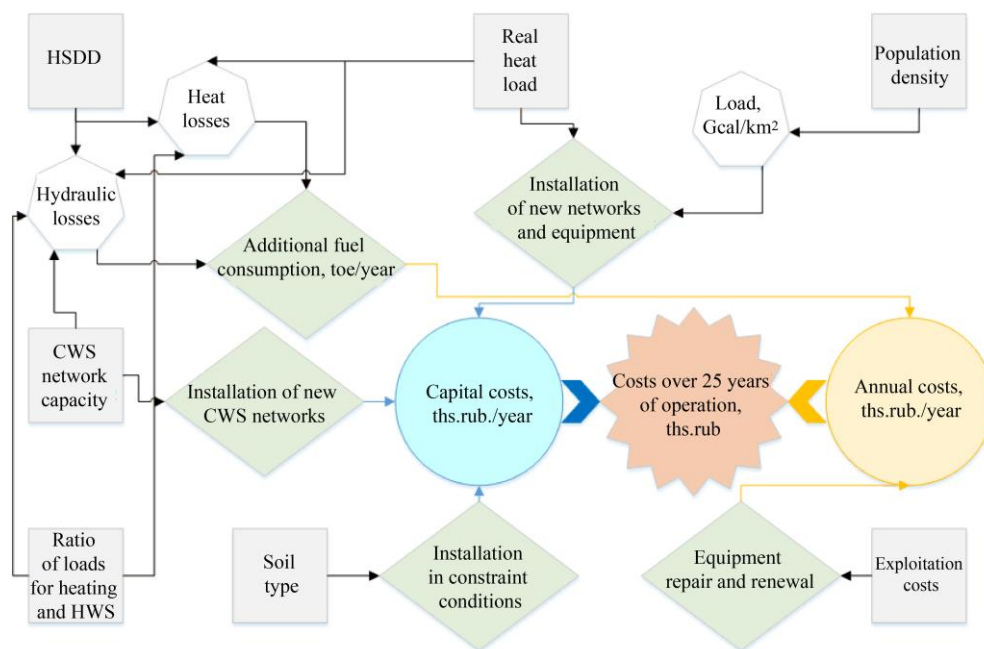 HSDD
Heat
losses
Real
heat
load
Load,
Gcal/km²
Population
density
Hydraulic
losses
Installation
of new networks
and equipment
Additional fuel
consumption, toe/year
CWS
network
capacity
Installation of new
CWS networks
Capital costs,
ths.rub./year
Costs over 25 years
of operation,
ths.rub
Annual costs,
ths.rub./year
Ratio
of loads
for heating
and HWS
Soil
type
Installation
in constraint
conditions
Equipment
repair and renewal
Exploitation
costs